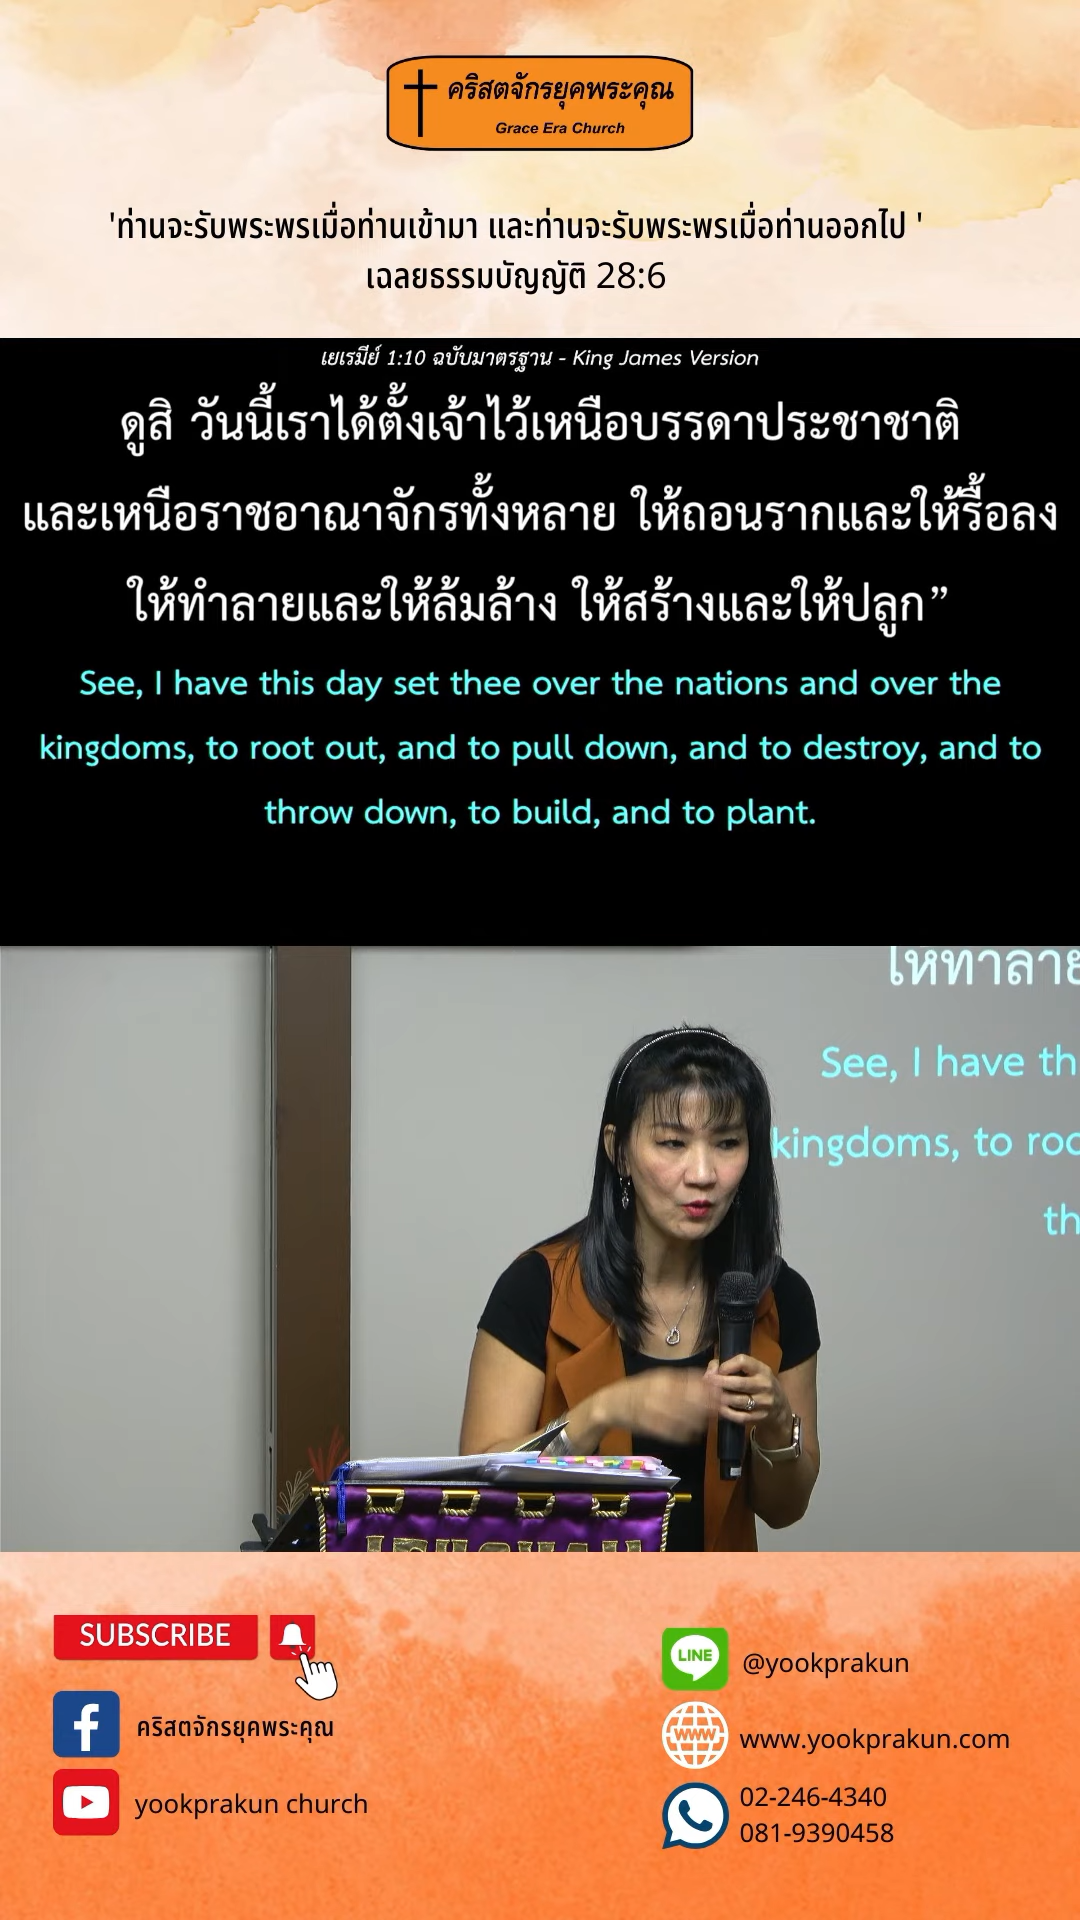 คริสตจักรยุคพระคุณ
Grace Era Church
'ท่านจะรับพระพรเมื่อท่านเข้ามา และท่านจะรับพระพรเมื่อท่านออกไป '
เฉลยธรรมบัญญัติ 28:6
เยเรมีย์ 1:10 ฉบับมาตรฐาน - King James Version
ดูสิ วันนี้เราได้ตั้งเจ้าไว้เหนือบรรดาประชาชาติ
และเหนือราชอาณาจักรทั้งหลาย ให้ถอนรากและให้รื้อลง
ให้ทำลายและให้ล้มล้าง ให้สร้างและให้ปลูก”
See, I have this day set thee over the nations and over the
kingdoms, to root out, and to pull down, and to destroy, and to
throw down, to build, and to plant.
ให้ทำลาย
See, I have th
kingdoms, to roo
th
SUBSCRIBE
คริสตจักรยุคพระคุณ
yookprakun church
LINE
@yookprakun
WWW
www.yookprakun.com
02-246-4340
081-9390458